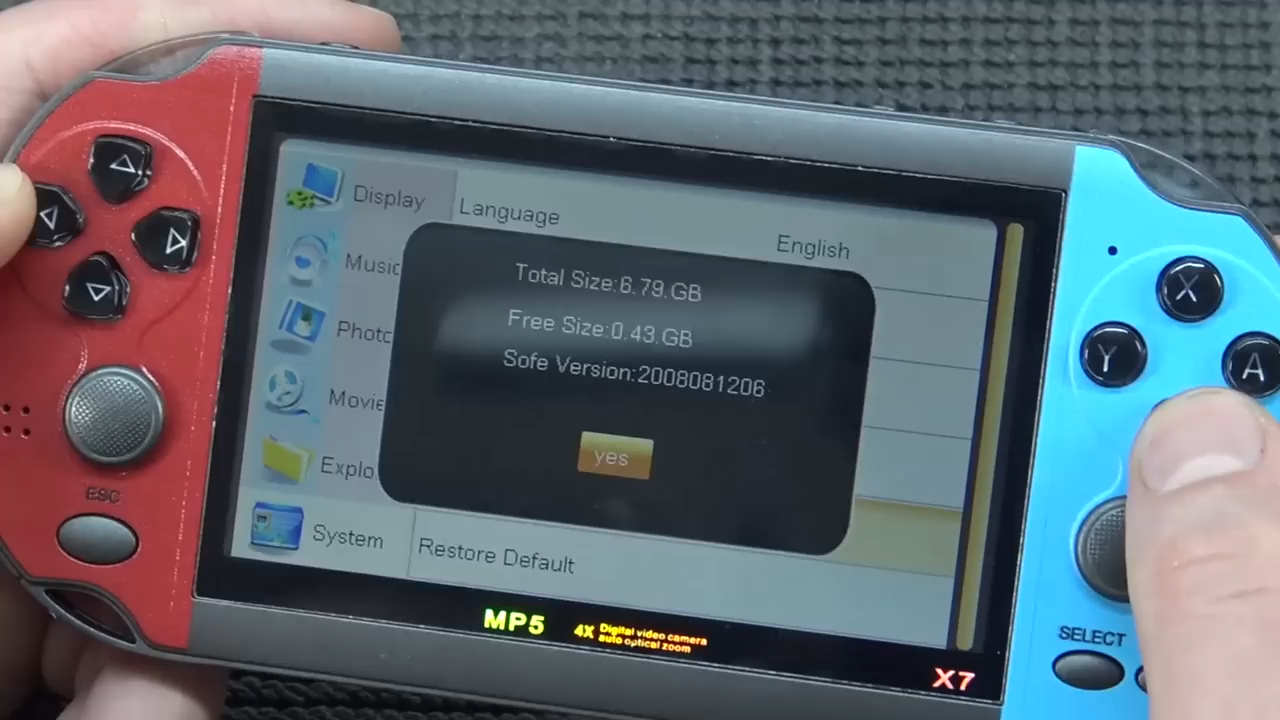 Display
Language
English
Music
Total Size:6.79.GB
Free Size:0.43.GB
Sofe Version:2008081206
yes
Photo
Movie
Explo
System
Restore Default
ESC
MP5
4X Digital video camera
auto optical zoom
X7
X
Y
A
SELECT